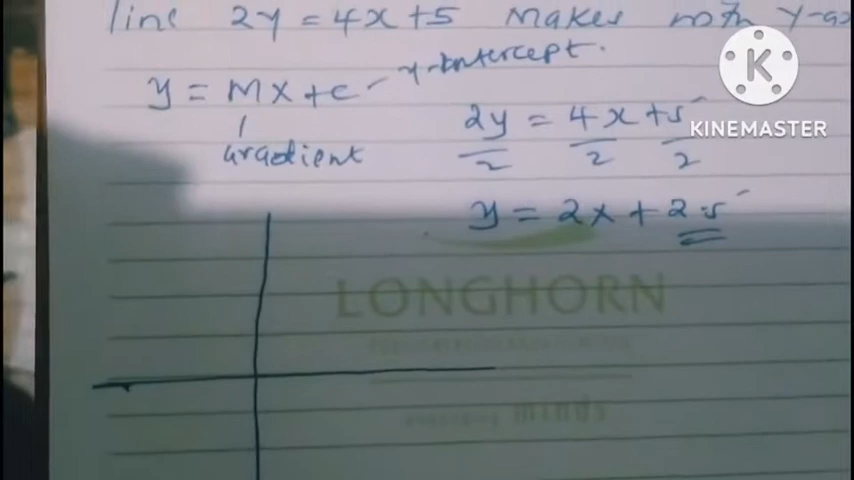 line 2y = 4x + 5 makes with y-ax
y = Mx + c - y-intercept.
Gradient
2y = 4x + 5
2 2 2
y = 2x + 2.5
K
KINEMASTER
LONGHORN
minds